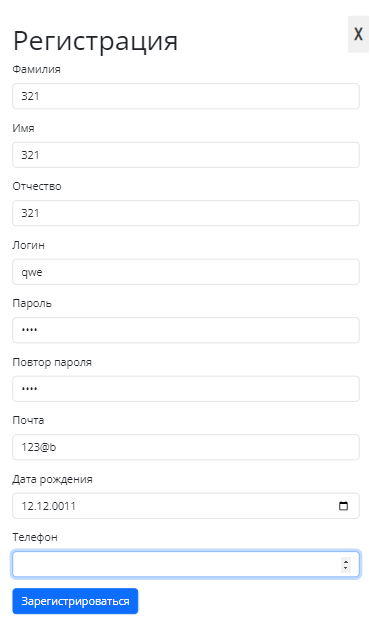 Регистрация
X
Фамилия
321
Имя
321
Отчество
321
Логин
qwe
Пароль
••••
Повтор пароля
••••
Почта
123@b
Дата рождения
12.12.0011
Телефон
Зарегистрироваться